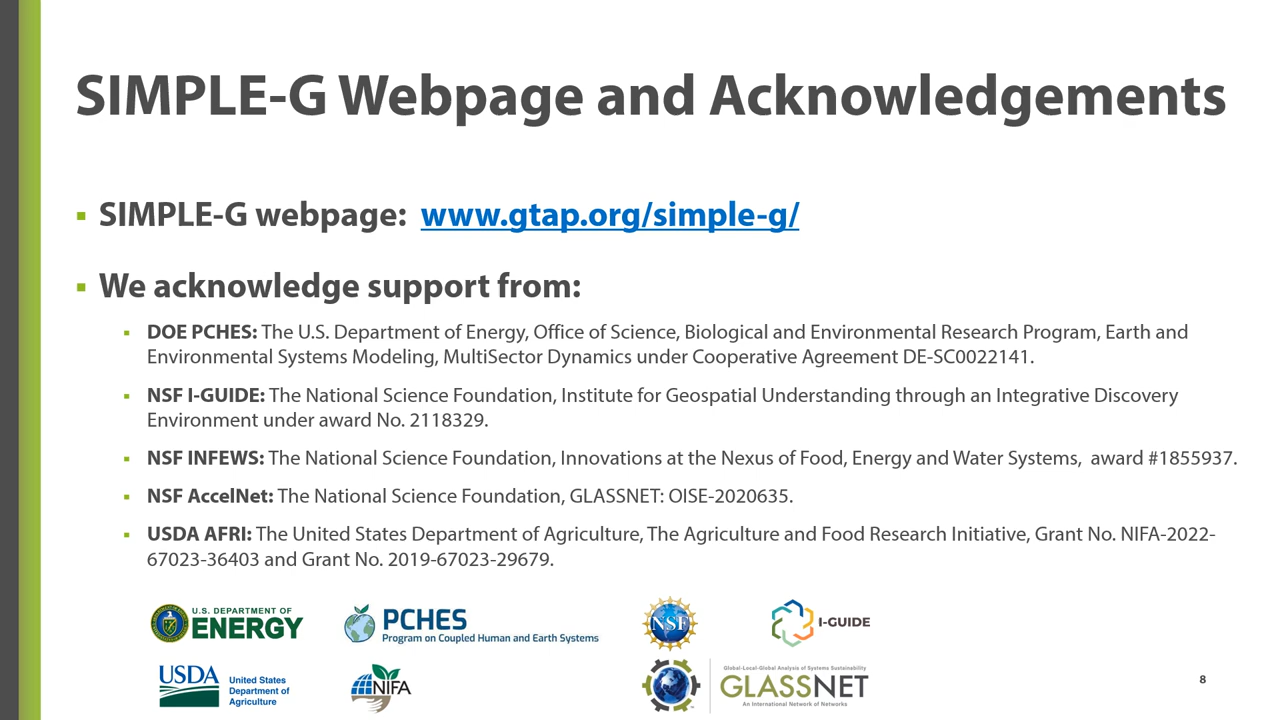 SIMPLE-G Webpage and Acknowledgements
▪ SIMPLE-G webpage: www.gtap.org/simple-g/
▪ We acknowledge support from:
▪ DOE PCHES: The U.S. Department of Energy, Office of Science, Biological and Environmental Research Program, Earth and
Environmental Systems Modeling, MultiSector Dynamics under Cooperative Agreement DE-SC0022141.
▪ NSF I-GUIDE: The National Science Foundation, Institute for Geospatial Understanding through an Integrative Discovery
Environment under award No. 2118329.
▪ NSF INFEWS: The National Science Foundation, Innovations at the Nexus of Food, Energy and Water Systems, award #1855937.
▪ NSF AccelNet: The National Science Foundation, GLASSNET: OISE-2020635.
▪ USDA AFRI: The United States Department of Agriculture, The Agriculture and Food Research Initiative, Grant No. NIFA-2022-
67023-36403 and Grant No. 2019-67023-29679.
U.S. DEPARTMENT OF
ENERGY
PCHES
Program on Coupled Human and Earth Systems
NSF
I-GUIDE
USDA
United States
Department of
Agriculture
NIFA
Global-Local-Global Analysis of Systems Sustainability
GLASSNET
An International Network of Networks
8